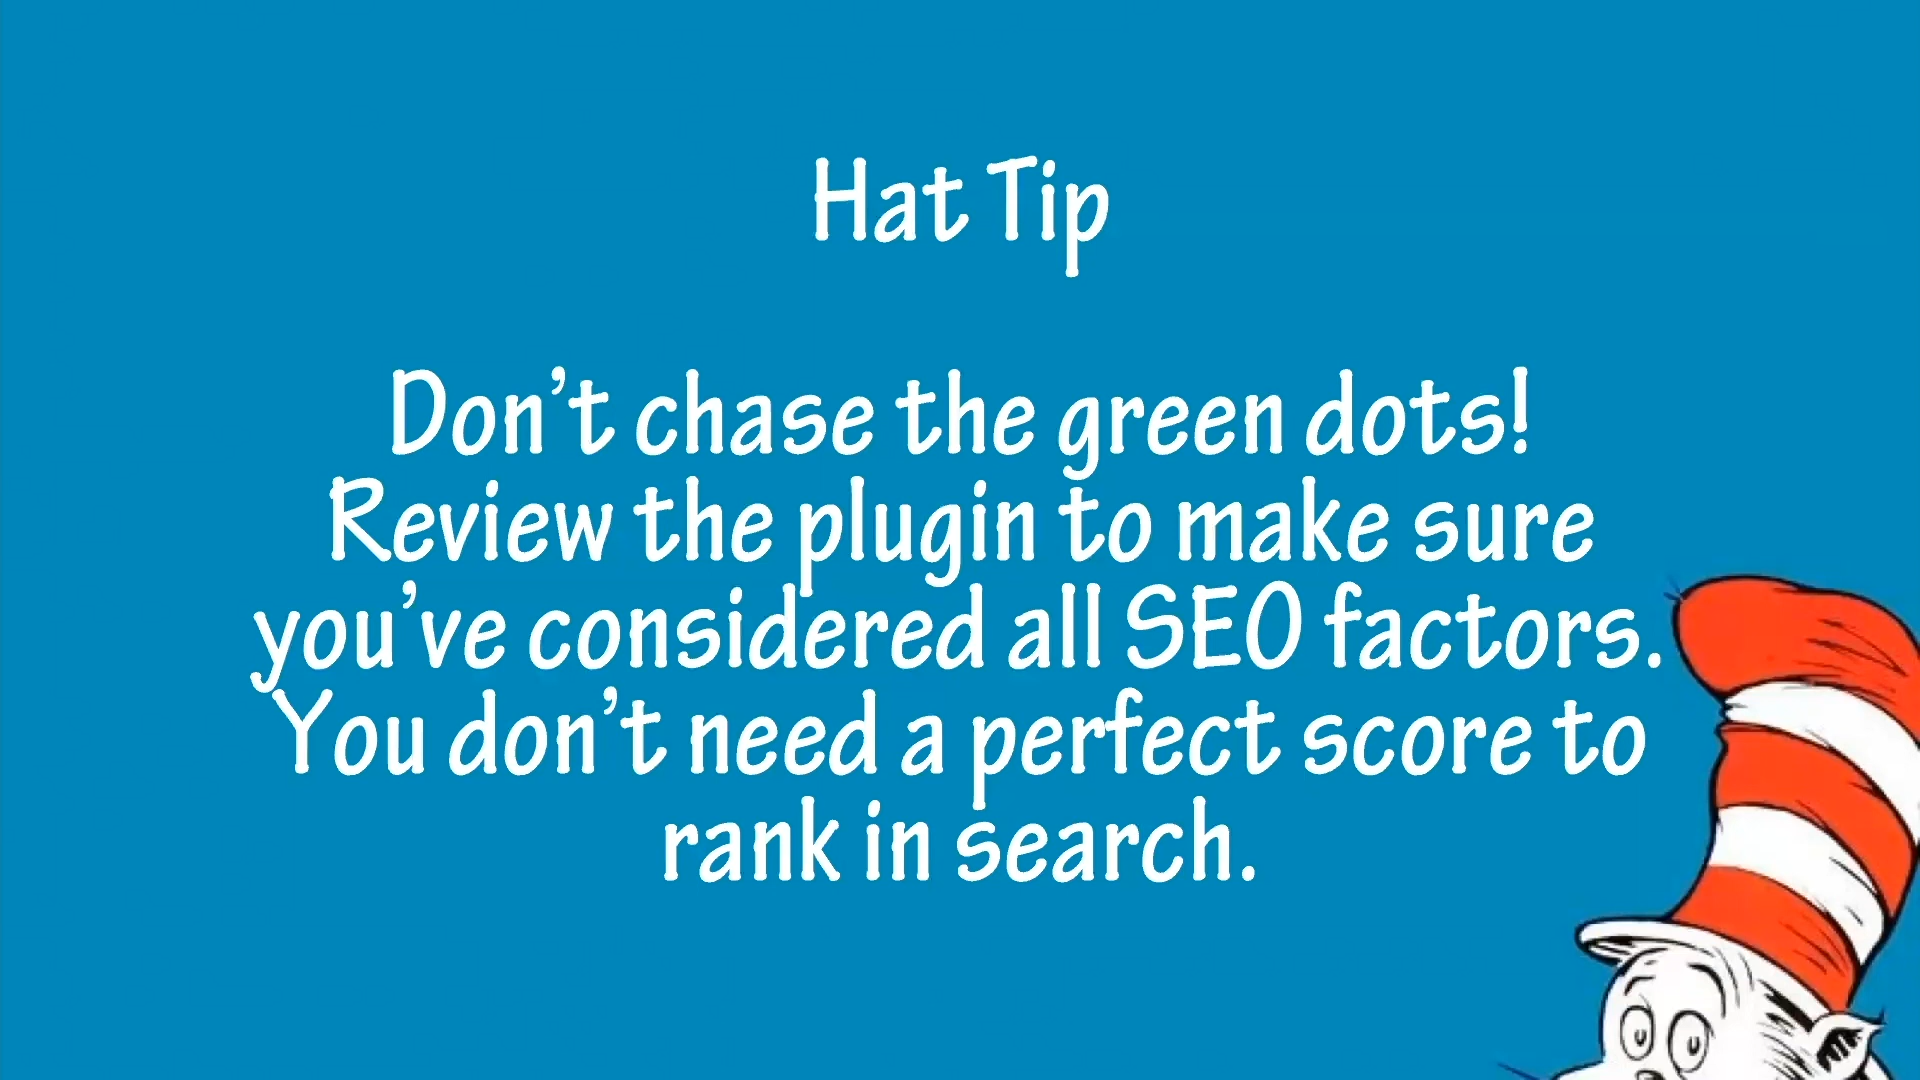 Hat Tip
Don't chase the green dots!
Review the plugin to make sure
you've considered all SEO factors.
You don't need a perfect score to
rank in search.